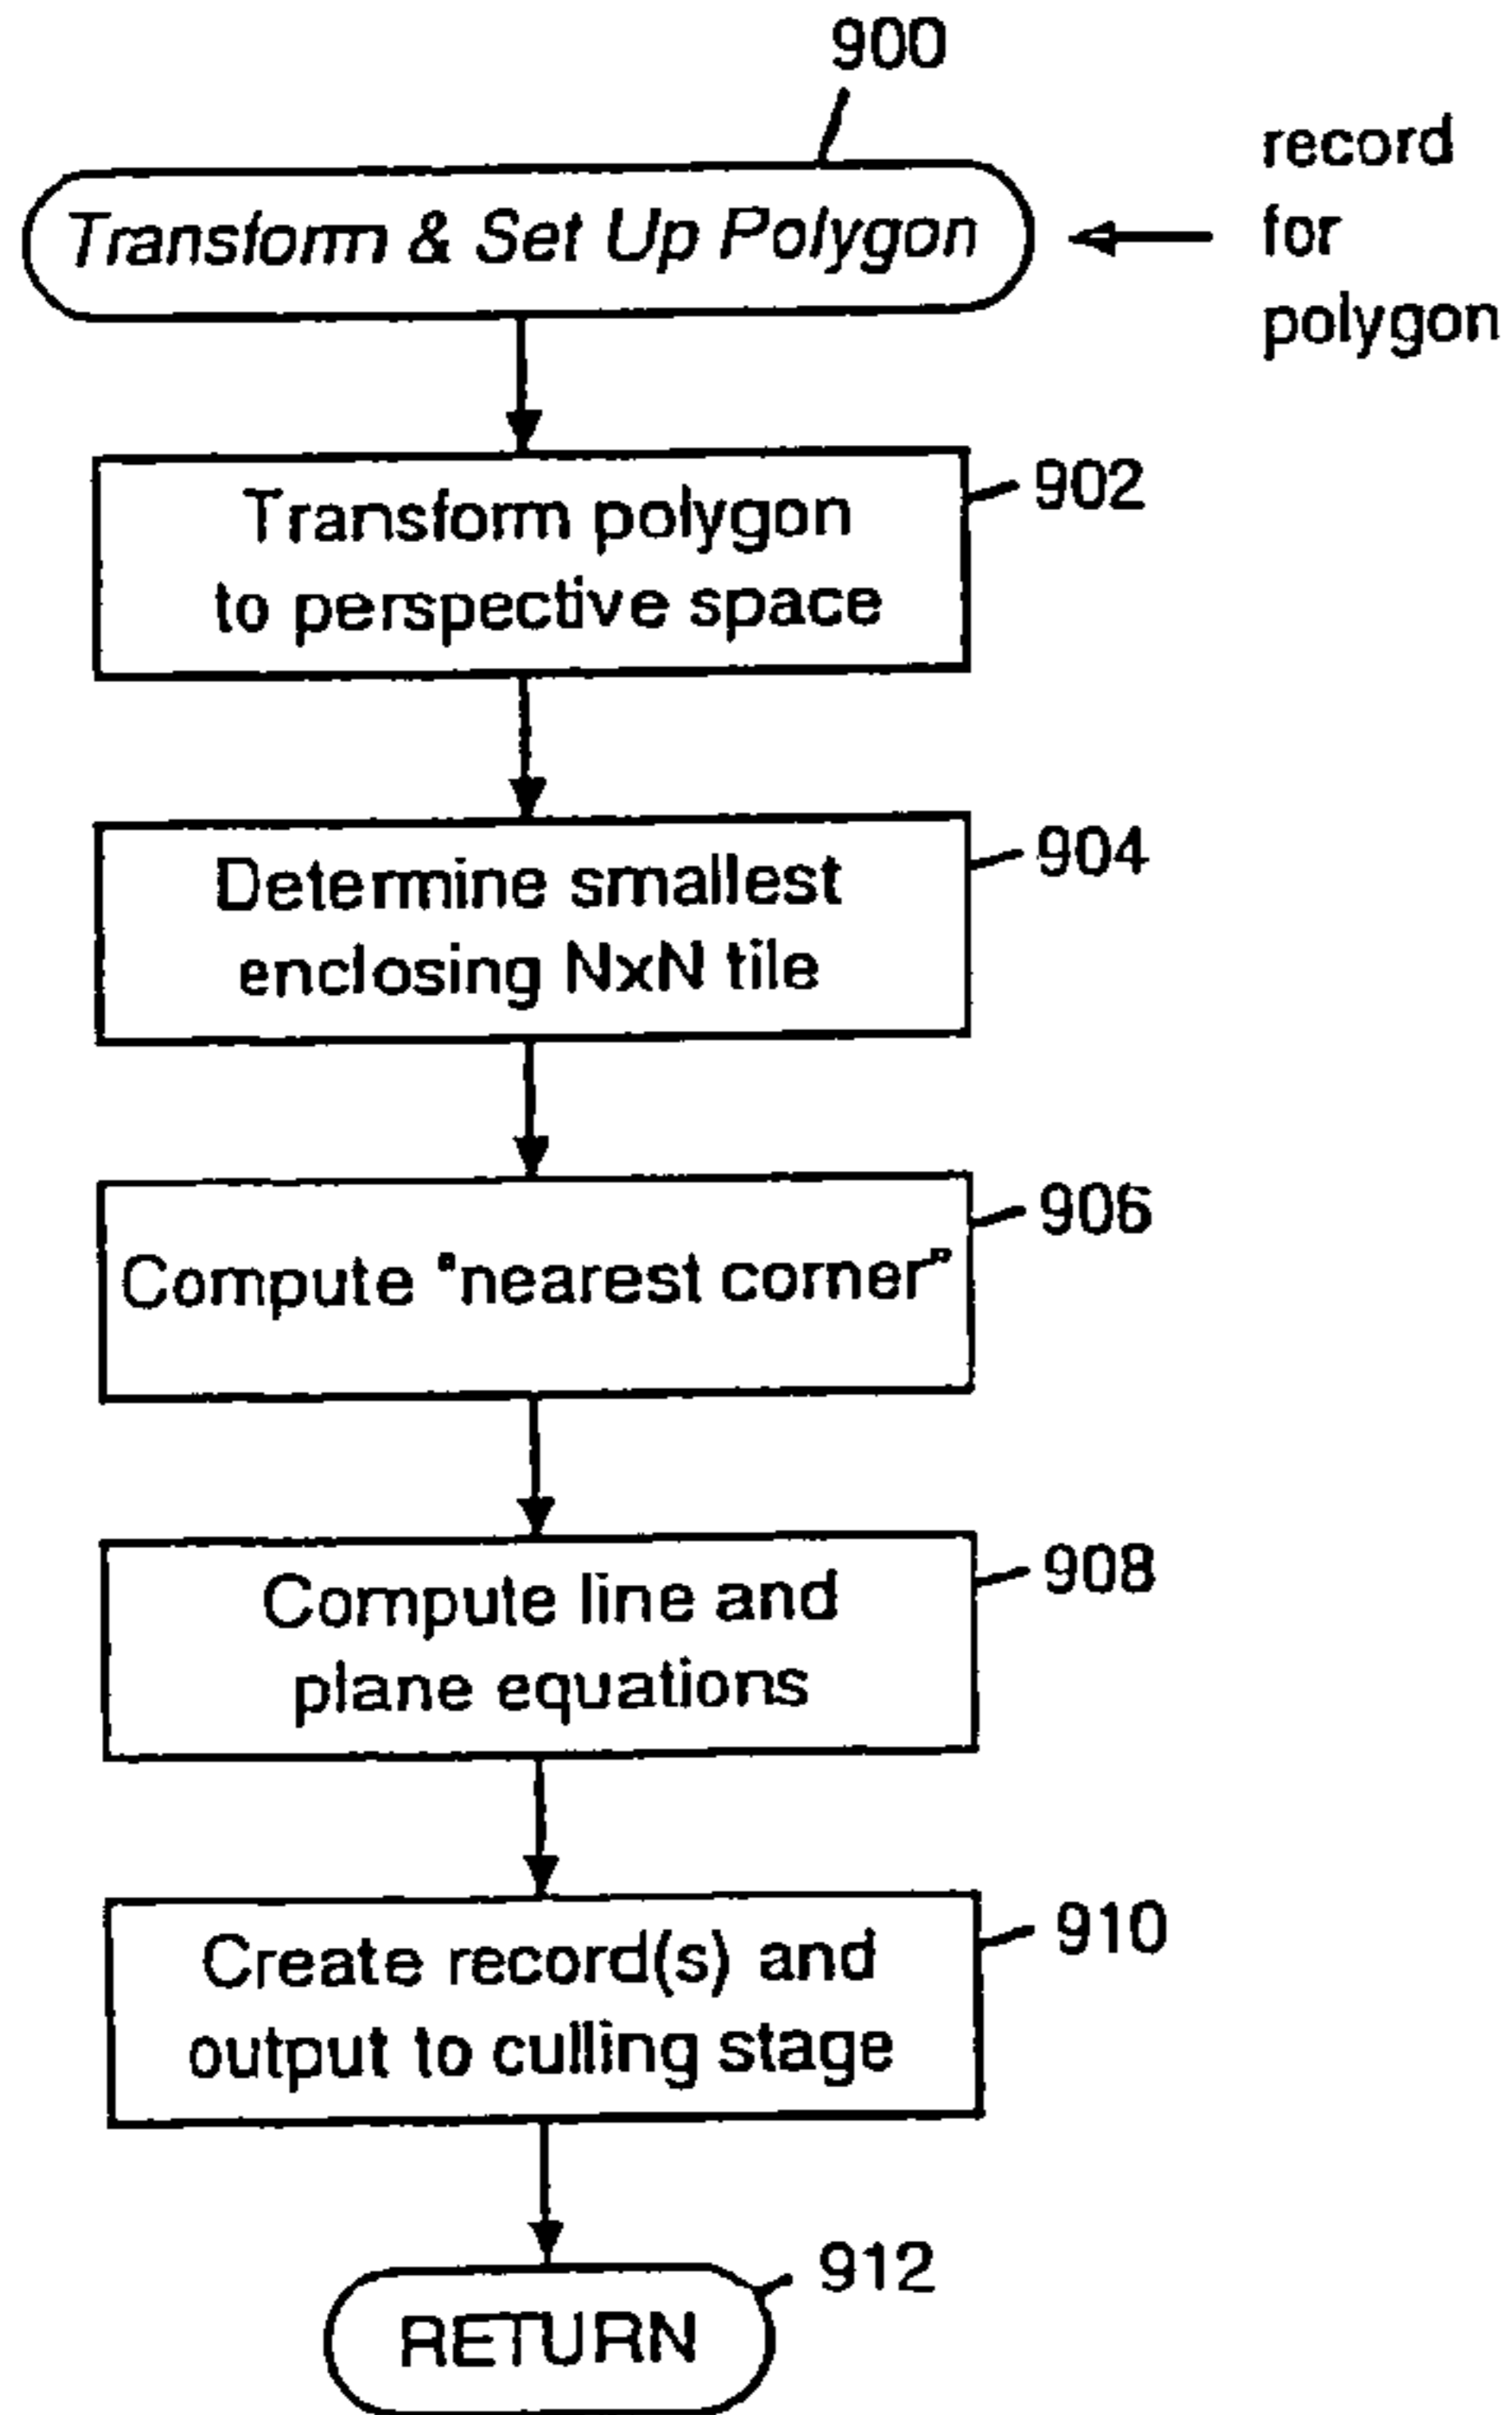 900
Transform & Set Up Polygon
record
for
polygon
Transform polygon
to perspective space
902
Determine smallest
enclosing NxN tile
904
Compute "nearest corner"
906
Compute line and
plane equations
908
Create record(s) and
output to culling stage
910
RETURN
912